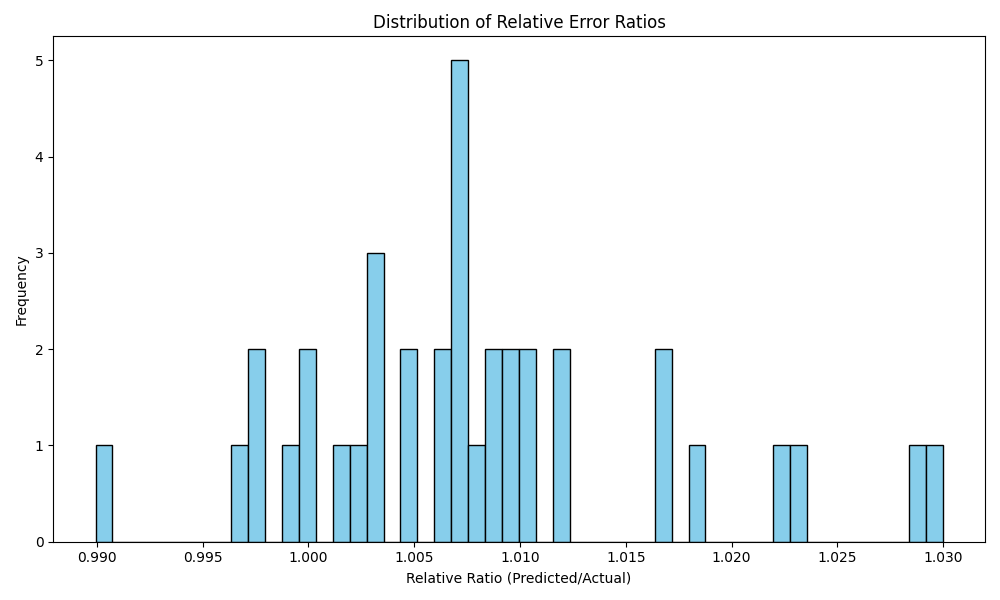 Distribution of Relative Error Ratios
5
4
3
2
1
0
Frequency
0.990 0.995 1.000 1.005 1.010 1.015 1.020 1.025 1.030
Relative Ratio (Predicted/Actual)